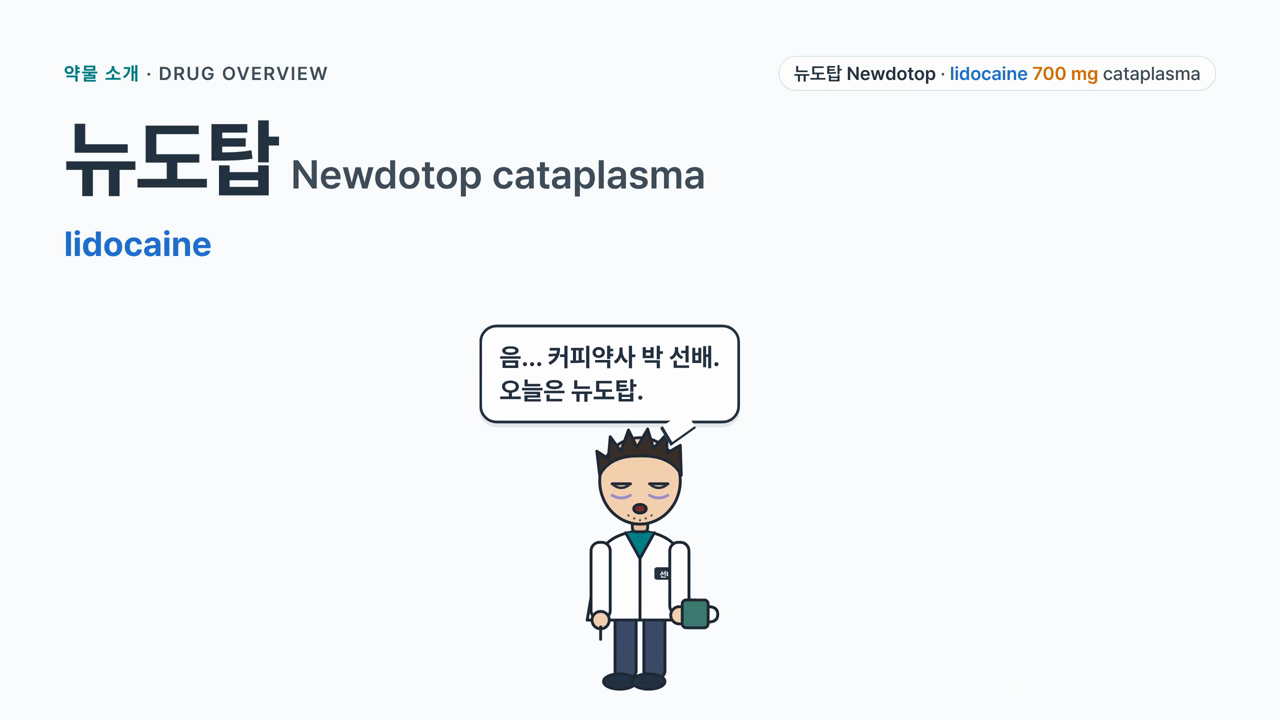 약물 소개 · DRUG OVERVIEW
뉴도탑 Newdotop · lidocaine 700 mg cataplasma
뉴도탑 Newdotop cataplasma
lidocaine
음... 커피약사 박 선배.
오늘은 뉴도탑.